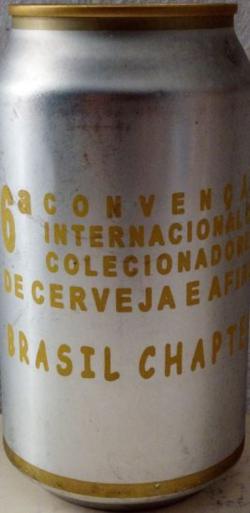 6ª CONVENÇ
INTERNACIONAL
COLECIONADOR
DE CERVEJA E AFI
BRASIL CHAPTE